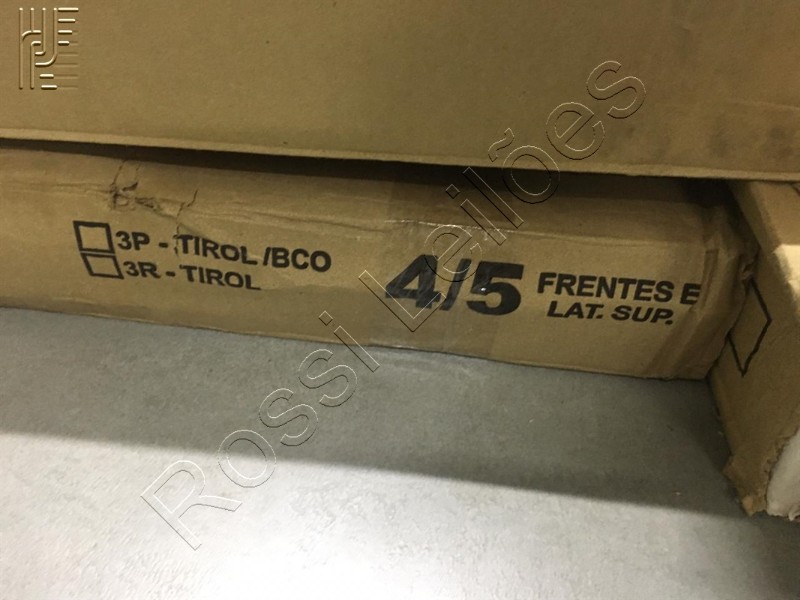 3P - TIROL /BCO
3R - TIROL
4/5
FRENTES E
LAT. SUP.
Rossi Leilões